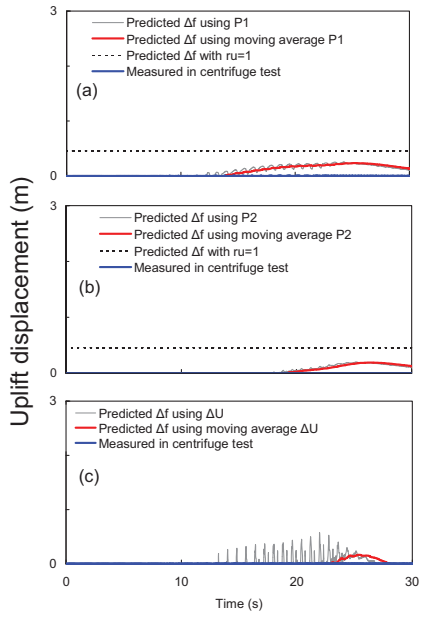 3
Predicted Δf using P1
Predicted Δf using moving average P1
Predicted Δf with ru=1
Measured in centrifuge test
(a)
0
3
Predicted Δf using P2
Predicted Δf using moving average P2
Predicted Δf with ru=1
Measured in centrifuge test
(b)
0
Uplift displacement (m)
3
Predicted Δf using ΔU
Predicted Δf using moving average ΔU
Measured in centrifuge test
(c)
0
0 10 20 30
Time (s)